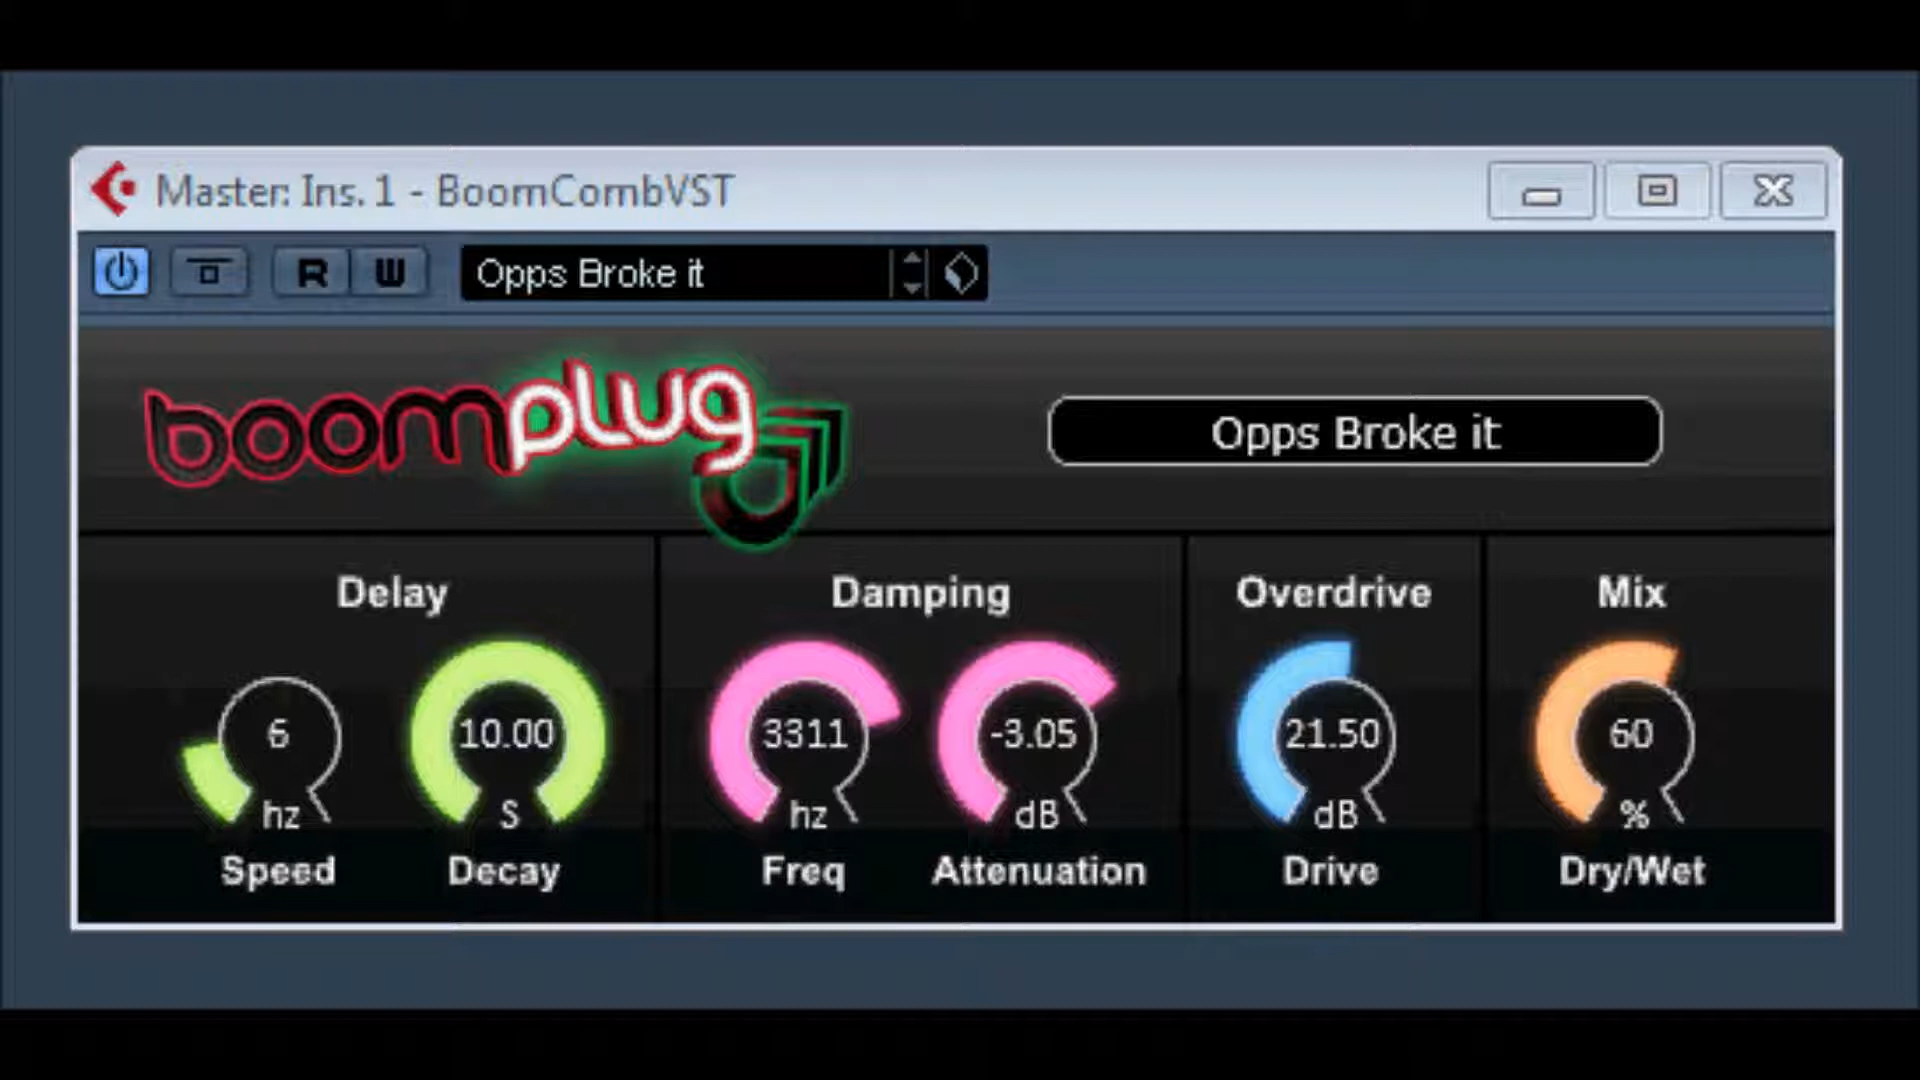 Master: Ins. 1 - BoomCombVST
R W Opps Broke it
boomplug
Opps Broke it
Delay Damping Overdrive Mix
6 10.00 3311 -3.05 21.50 60
hz S hz dB dB %
Speed Decay Freq Attenuation Drive Dry/Wet